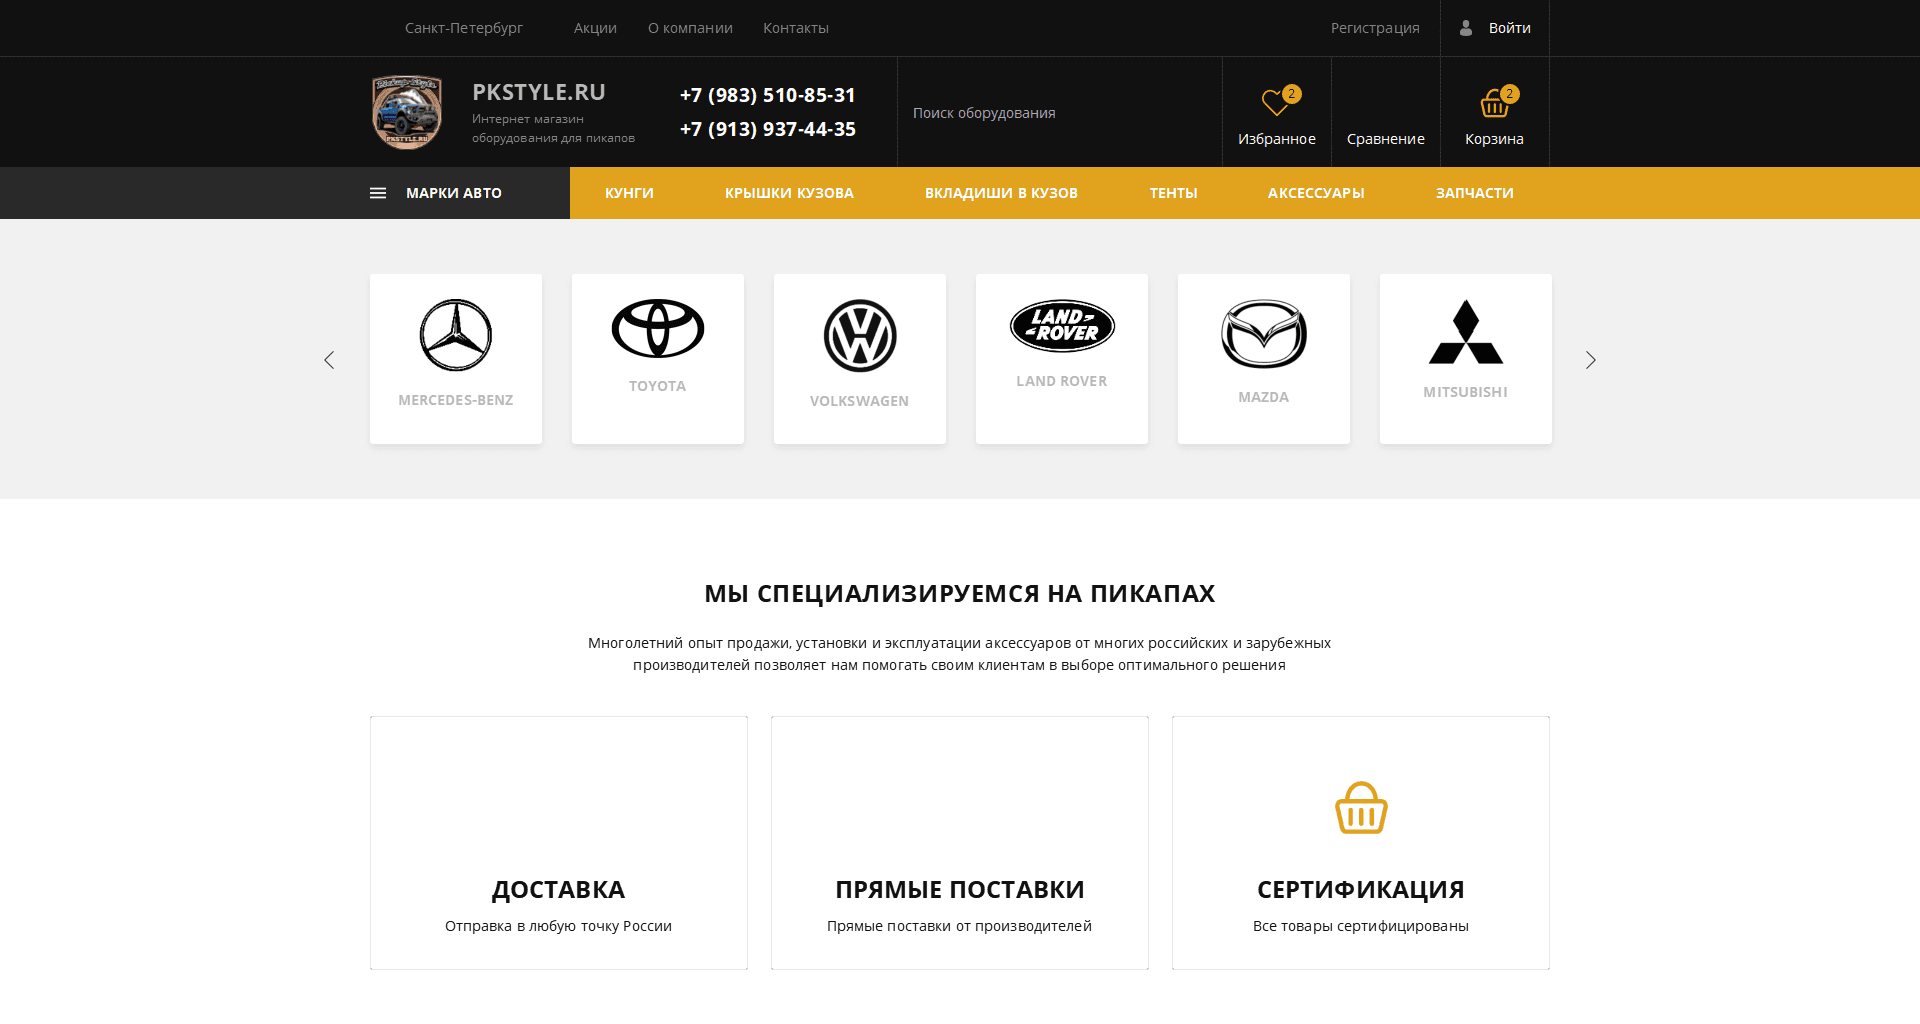 Санкт-Петербург
Акции
О компании
Контакты
Регистрация
Войти
PKSTYLE.RU
Интернет магазин
оборудования для пикапов
+7 (983) 510-85-31
+7 (913) 937-44-35
Поиск оборудования
2
Избранное
Сравнение
2
Корзина
МАРКИ АВТО
КУНГИ
КРЫШКИ КУЗОВА
ВКЛАДИШИ В КУЗОВ
ТЕНТЫ
АКСЕССУАРЫ
ЗАПЧАСТИ
MERCEDES-BENZ
TOYOTA
VOLKSWAGEN
LAND
ROVER
LAND ROVER
MAZDA
MITSUBISHI
МЫ СПЕЦИАЛИЗИРУЕМСЯ НА ПИКАПАХ
Многолетний опыт продажи, установки и эксплуатации аксессуаров от многих российских и зарубежных
производителей позволяет нам помогать своим клиентам в выборе оптимального решения
ДОСТАВКА
Отправка в любую точку России
ПРЯМЫЕ ПОСТАВКИ
Прямые поставки от производителей
СЕРТИФИКАЦИЯ
Все товары сертифицированы